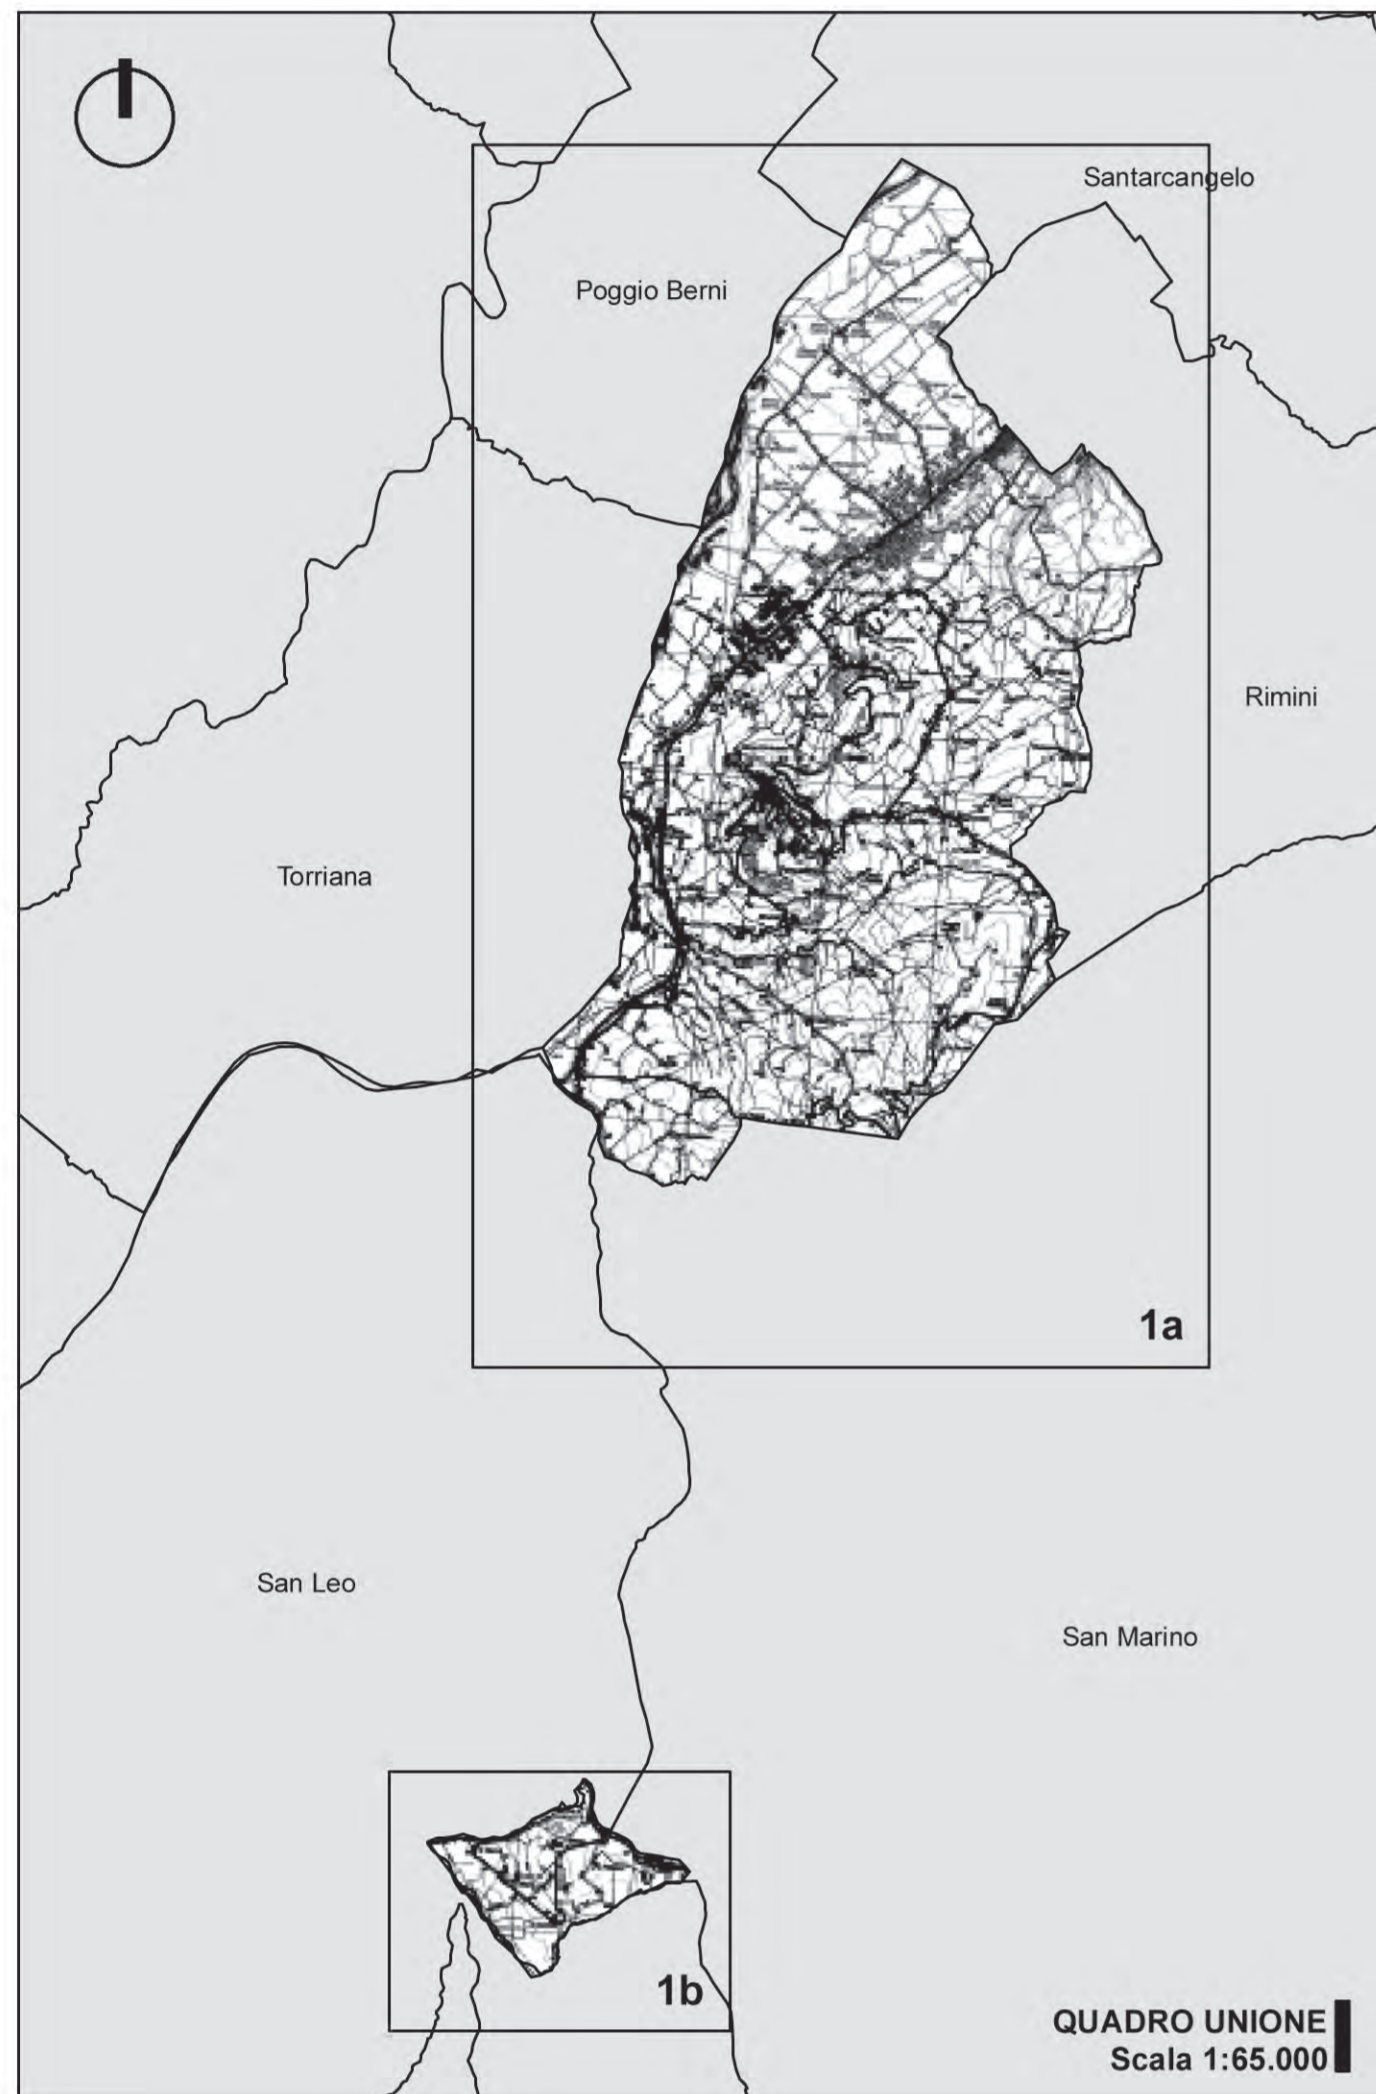 Santarcangelo
Poggio Berni
Rimini
Torriana
1a
San Leo
San Marino
1b
QUADRO UNIONE
Scala 1:65.000